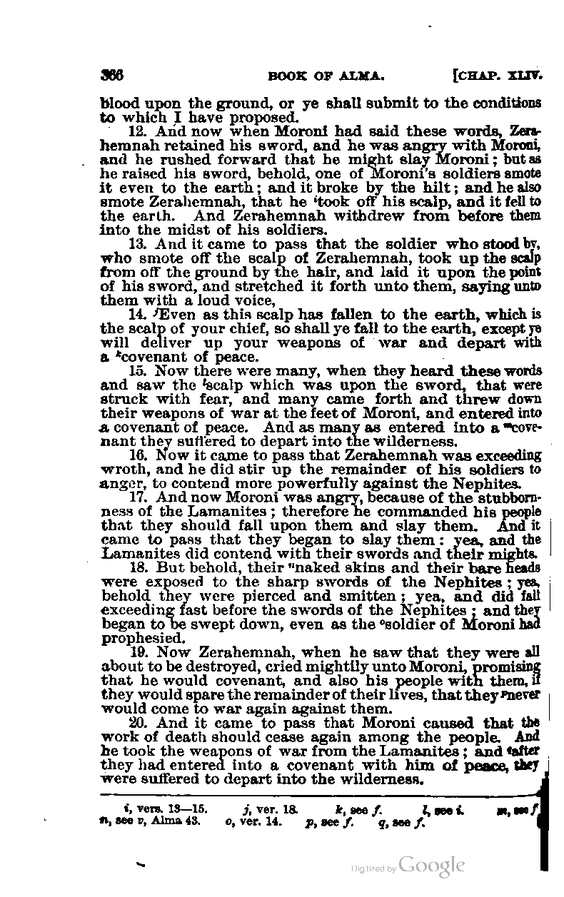 366 BOOK OF ALMA. [CHAP. XLIV.
blood upon the ground, or ye shall submit to the conditions
to which I have proposed.
12. And now when Moroni had said these words, Zera-
hemnah retained his sword, and he was angry with Moroni,
and he rushed forward that he might slay Moroni; but as
he raised his sword, behold, one of Moroni's soldiers smote
it even to the earth; and it broke by the hilt; and he also
smote Zerahemnah, that he ⁱtook off his scalp, and it fell to
the earth. And Zerahemnah withdrew from before them
into the midst of his soldiers.
13. And it came to pass that the soldier who stood by,
who smote off the scalp of Zerahemnah, took up the scalp
from off the ground by the hair, and laid it upon the point
of his sword, and stretched it forth unto them, saying unto
them with a loud voice,
14. ʲEven as this scalp has fallen to the earth, which is
the scalp of your chief, so shall ye fall to the earth, except ye
will deliver up your weapons of war and depart with
a ᵏcovenant of peace.
15. Now there were many, when they heard these words
and saw the ˡscalp which was upon the sword, that were
struck with fear, and many came forth and threw down
their weapons of war at the feet of Moroni, and entered into
a covenant of peace. And as many as entered into a ᵐcove-
nant they suffered to depart into the wilderness.
16. Now it came to pass that Zerahemnah was exceeding
wroth, and he did stir up the remainder of his soldiers to
anger, to contend more powerfully against the Nephites.
17. And now Moroni was angry, because of the stubborn-
ness of the Lamanites; therefore he commanded his people
that they should fall upon them and slay them. And it
came to pass that they began to slay them: yea, and the
Lamanites did contend with their swords and their mights.
18. But behold, their ⁿnaked skins and their bare heads
were exposed to the sharp swords of the Nephites; yea,
behold they were pierced and smitten; yea, and did fall
exceeding fast before the swords of the Nephites; and they
began to be swept down, even as the ᵒsoldier of Moroni had
prophesied.
19. Now Zerahemnah, when he saw that they were all
about to be destroyed, cried mightily unto Moroni, promising
that he would covenant, and also his people with them, if
they would spare the remainder of their lives, that they ᵖnever
would come to war again against them.
20. And it came to pass that Moroni caused that the
work of death should cease again among the people. And
he took the weapons of war from the Lamanites; and qafter
they had entered into a covenant with him of peace, they
were suffered to depart into the wilderness.
i, vers. 13—15. j, ver. 18. k, see f. l, see i. m, see f.
n, see v, Alma 43. o, ver. 14. p, see f. q, see f.
Digitized by Google